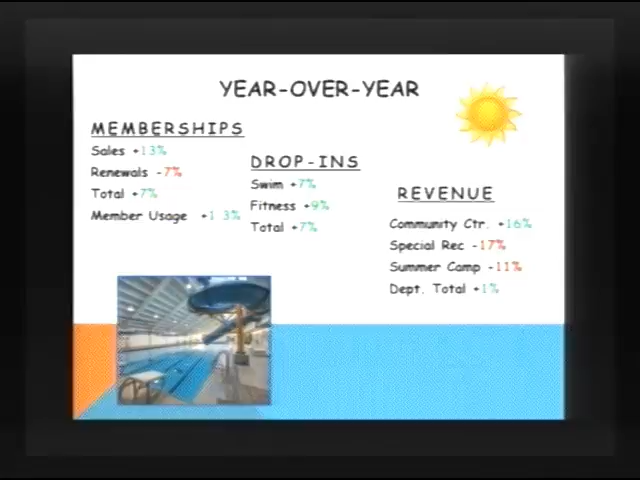 YEAR-OVER-YEAR
MEMBERSHIPS
Sales +13%
Renewals -7%
Total +7%
Member Usage +1 3%
DROP-INS
Swim +7%
Fitness +9%
Total +7%
REVENUE
Community Ctr. +16%
Special Rec -17%
Summer Camp -11%
Dept. Total +1%